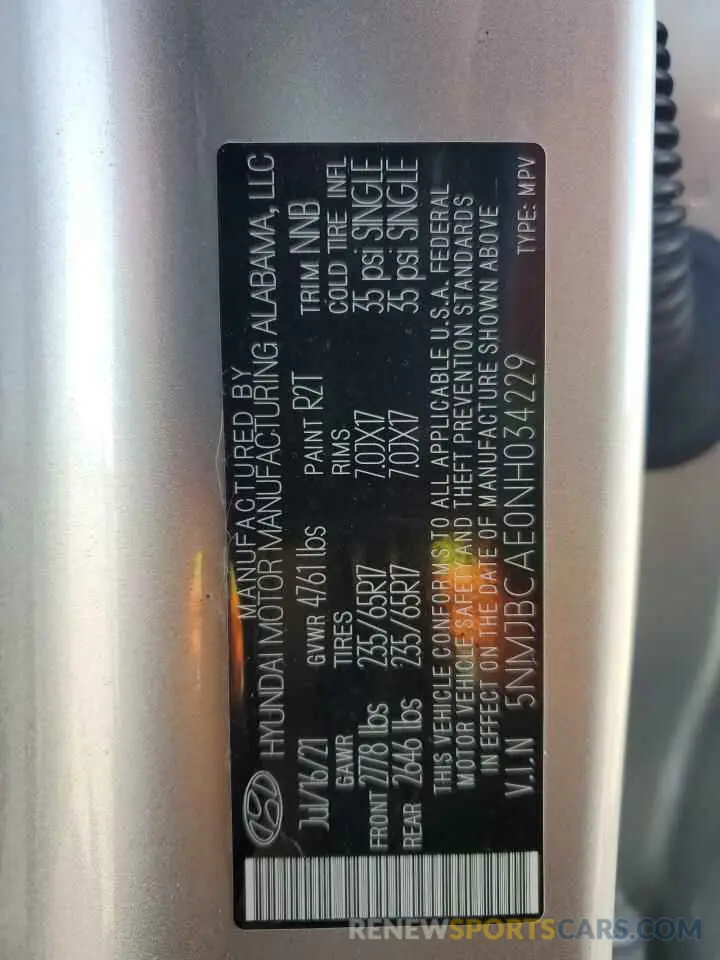 MANUFACTURED BY
HYUNDAI MOTOR MANUFACTURING ALABAMA, LLC
Jul/16/21 GVWR 4761 lbs PAINT R2T TRIM NNB
GAWR TIRES RIMS COLD TIRE INFL
FRONT 2778 lbs 235/65R17 7.0JX17 35 psi SINGLE
REAR 2646 lbs 235/65R17 7.0JX17 35 psi SINGLE
THIS VEHICLE CONFORMS TO ALL APPLICABLE U.S.A. FEDERAL
MOTOR VEHICLE SAFETY AND THEFT PREVENTION STANDARDS
IN EFFECT ON THE DATE OF MANUFACTURE SHOWN ABOVE
V.I.N 5NMJBCAE0NH034229 TYPE: MPV
RENEWSPORTSCARS.COM